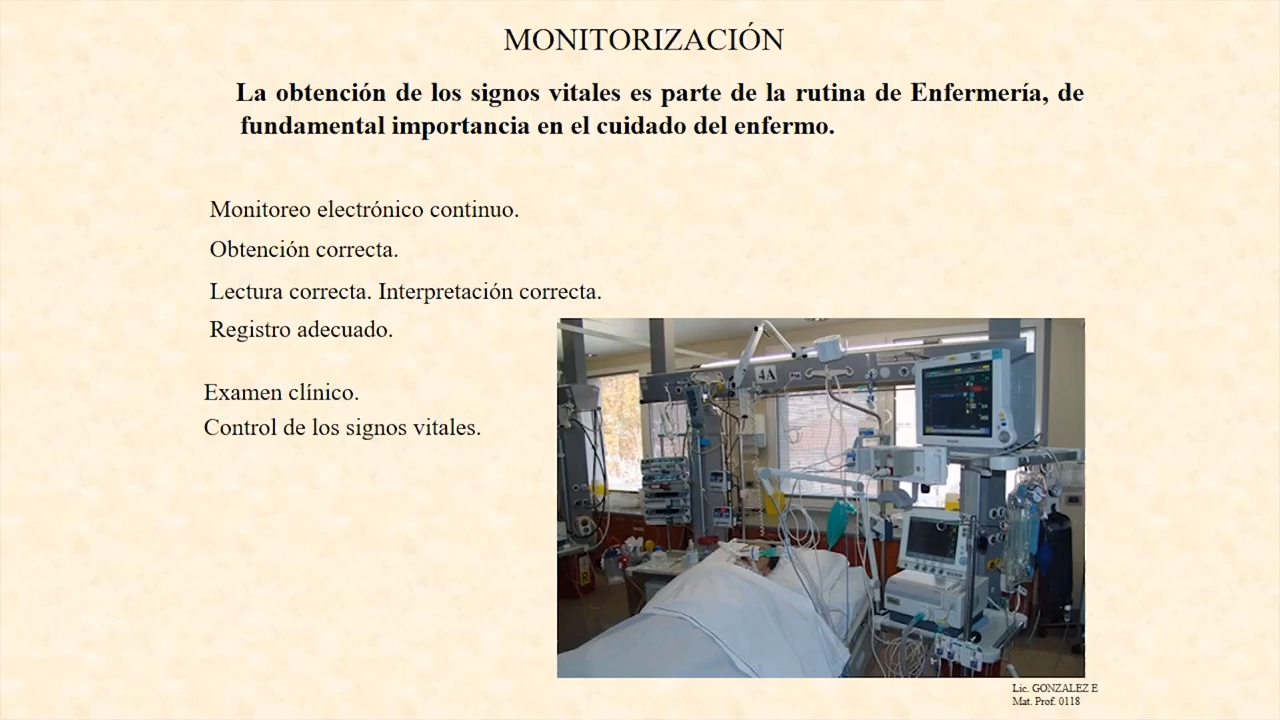 MONITORIZACIÓN
La obtención de los signos vitales es parte de la rutina de Enfermería, de
fundamental importancia en el cuidado del enfermo.
Monitoreo electrónico continuo.
Obtención correcta.
Lectura correcta. Interpretación correcta.
Registro adecuado.
Examen clínico.
Control de los signos vitales.
4A
Lic. GONZALEZ E
Mat. Prof. 0118